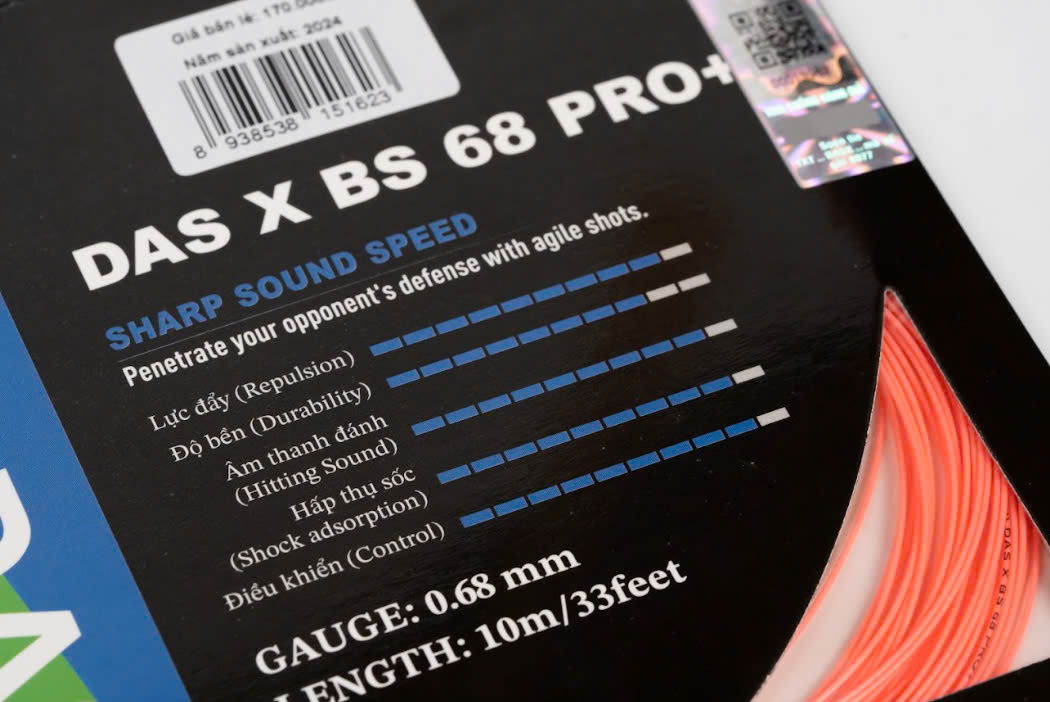 Giá bán lẻ: 170.00
Năm sản xuất: 2024
8 938538 151623
DAS X BS 68 PRO+
SHARP SOUND SPEED
Penetrate your opponent's defense with agile shots.
Lực đẩy (Repulsion)
Độ bền (Durability)
Âm thanh đánh
(Hitting Sound)
Hấp thụ sốc
(Shock adsorption)
Điều khiển (Control)
GAUGE: 0.68 mm
LENGTH: 10m/33feet
DAS X BS 68 PRO